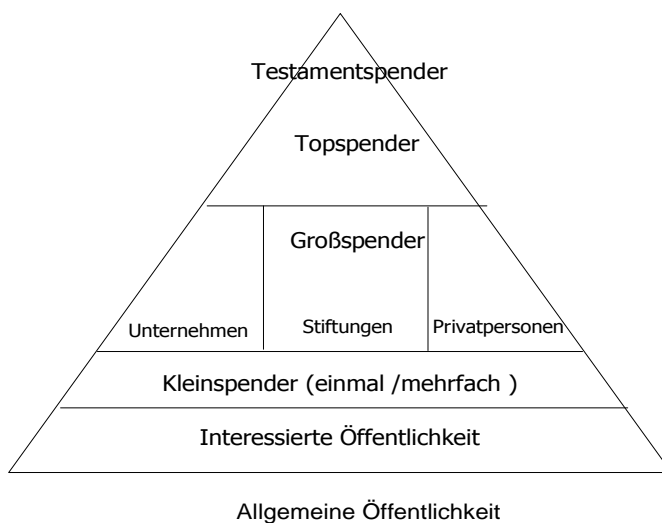 Testamentspender
Topspender
Großspender
Unternehmen
Stiftungen
Privatpersonen
Kleinspender (einmal /mehrfach )
Interessierte Öffentlichkeit
Allgemeine Öffentlichkeit